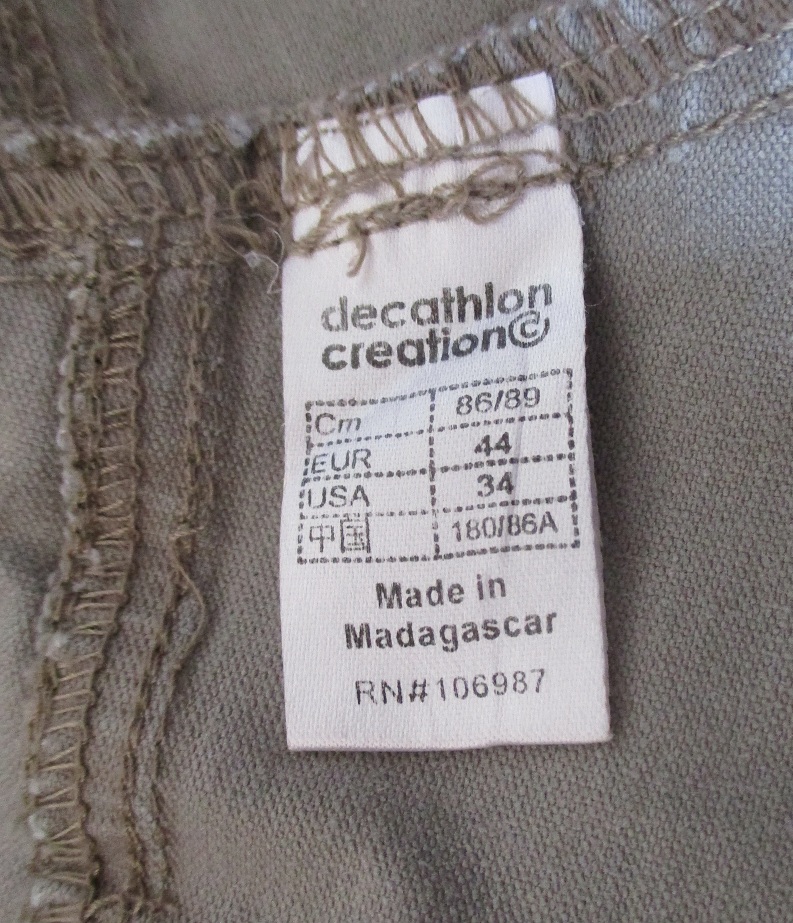 decathlon
creation©
Cm 86/89
EUR 44
USA 34
中国 180/86A
Made in
Madagascar
RN#106987